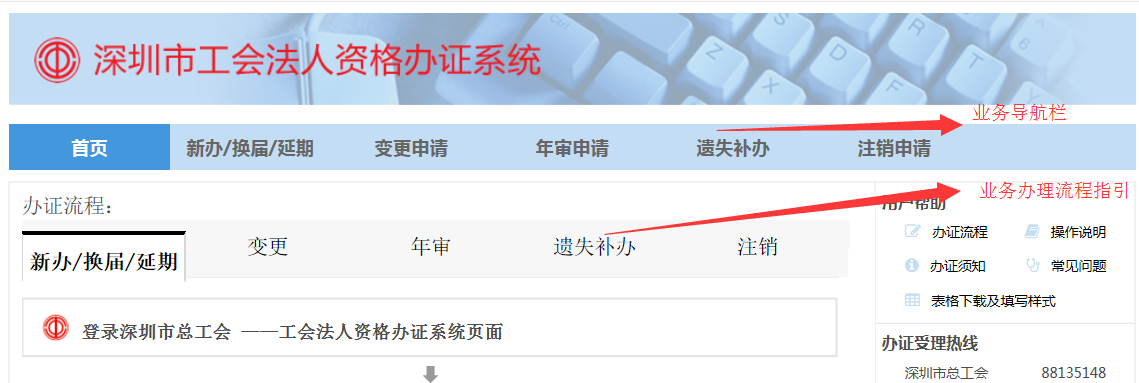 深圳市工会法人资格办证系统
业务导航栏
首页 新办/换届/延期 变更申请 年审申请 遗失补办 注销申请
业务办理流程指引
办证流程：
用户帮助
变更 年审 遗失补办 注销
新办/换届/延期
办证流程 操作说明
办证须知 常见问题
表格下载及填写样式
登录深圳市总工会 ——工会法人资格办证系统页面
办证受理热线
深圳市总工会 88135148